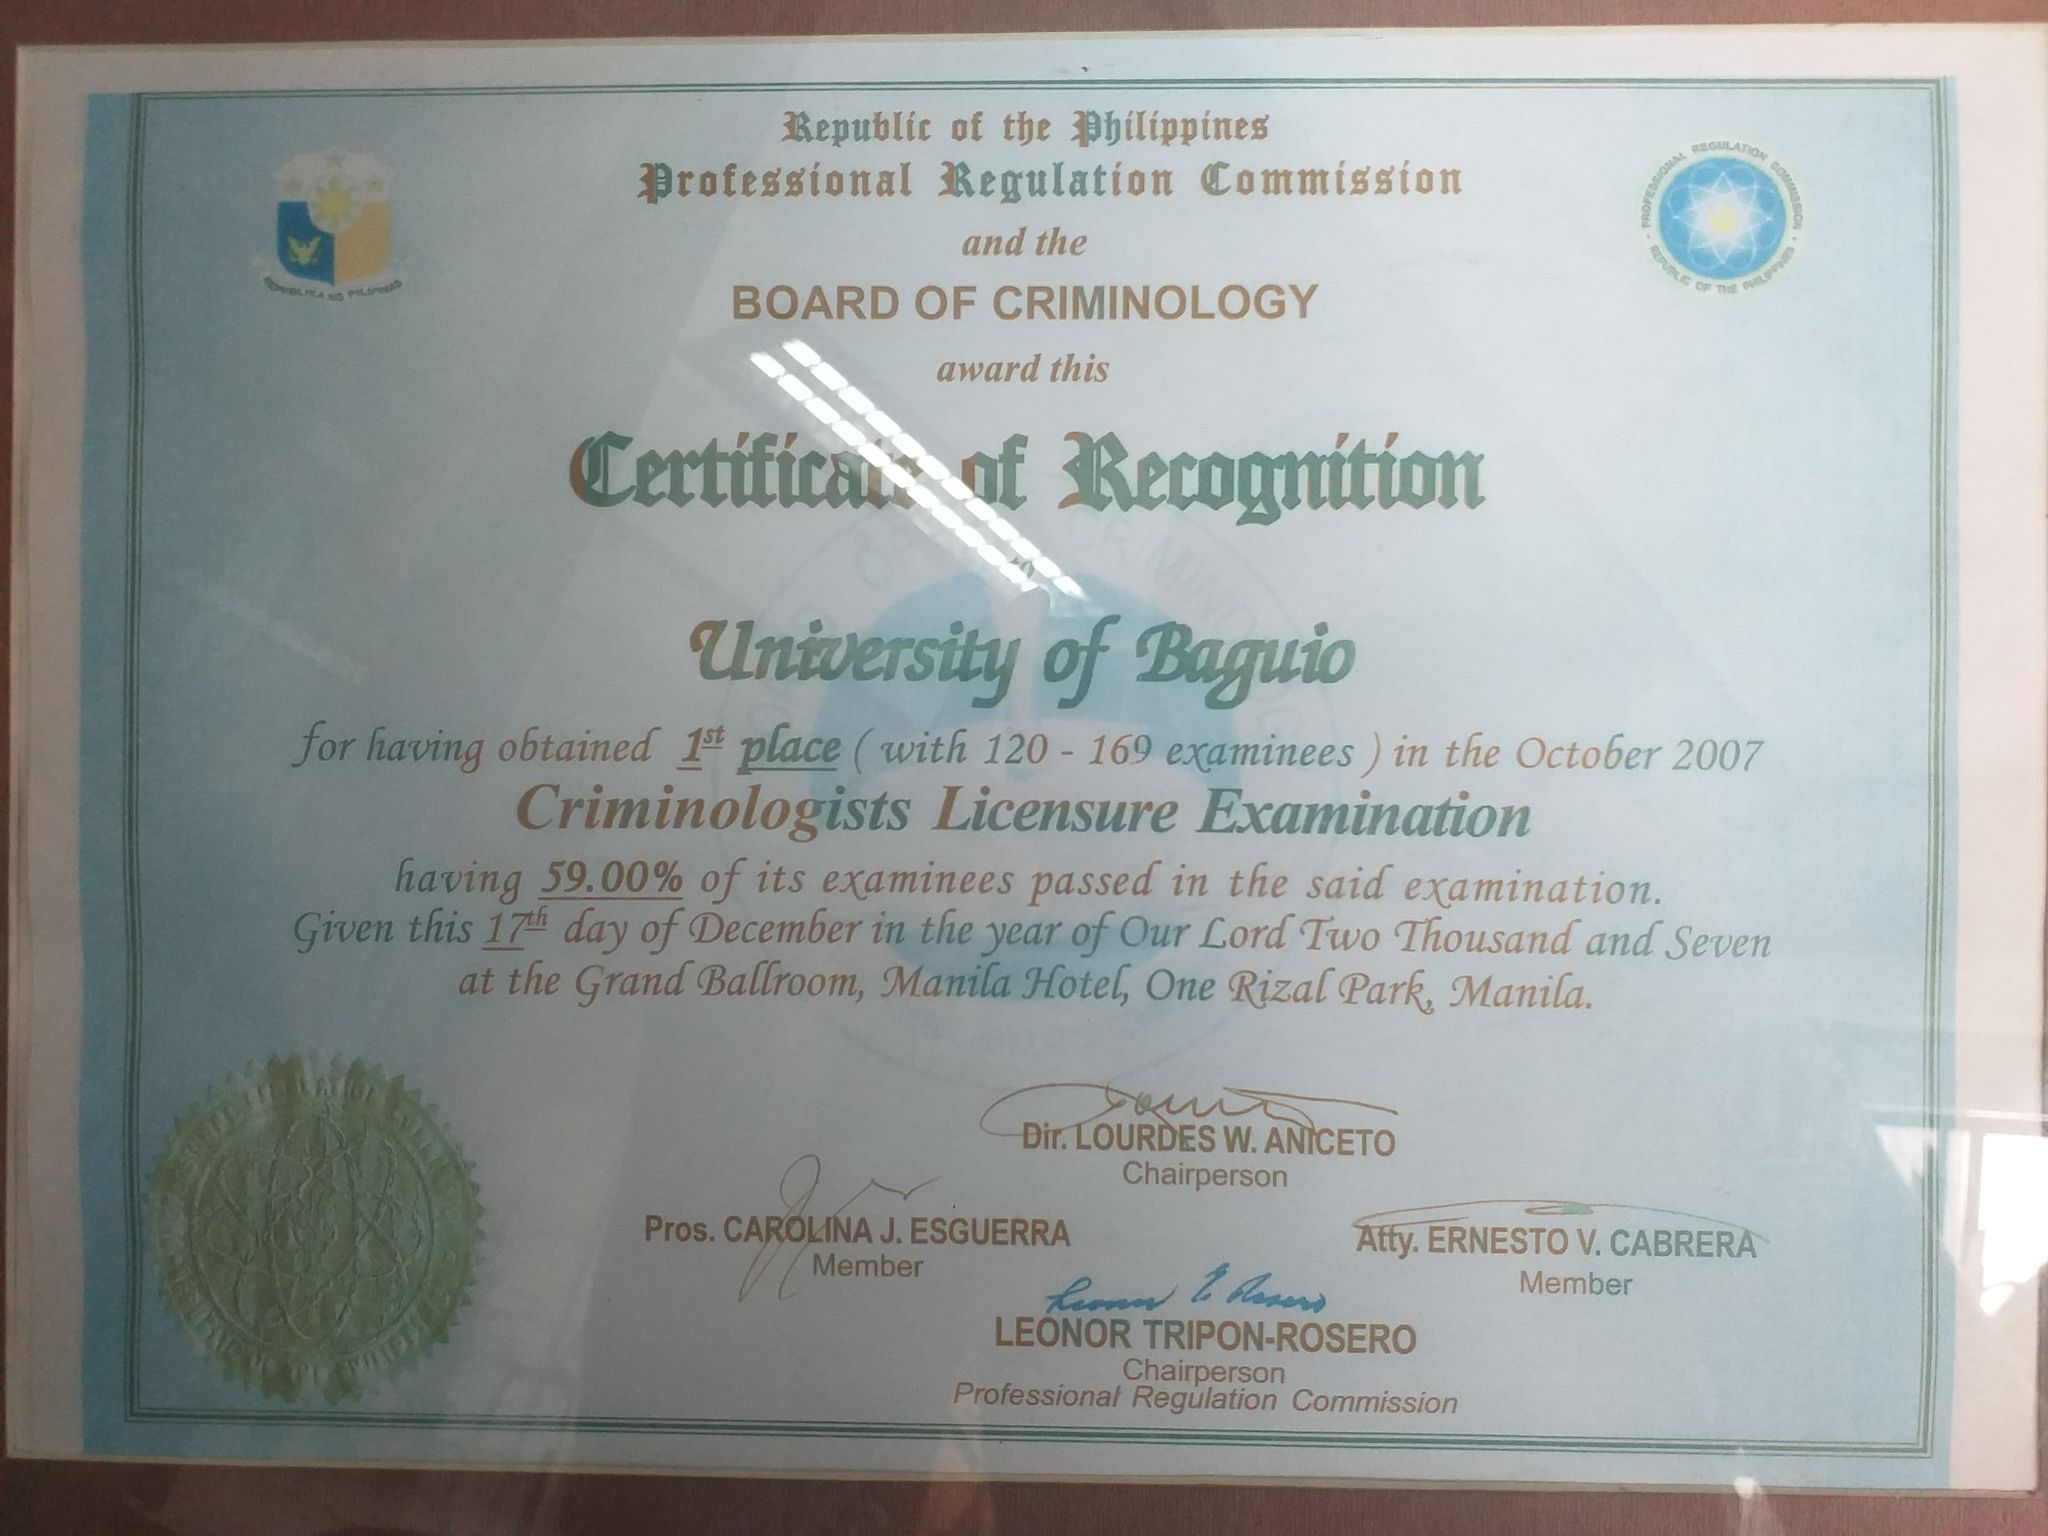 Republic of the Philippines
Professional Regulation Commission
and the
BOARD OF CRIMINOLOGY
award this
Certificate of Recognition
to
University of Baguio
for having obtained 1st place ( with 120 - 169 examinees ) in the October 2007
Criminologists Licensure Examination
having 59.00% of its examinees passed in the said examination.
Given this 17th day of December in the year of Our Lord Two Thousand and Seven
at the Grand Ballroom, Manila Hotel, One Rizal Park, Manila.
Dir. LOURDES W. ANICETO
Chairperson
Pros. CAROLINA J. ESGUERRA
Member
Atty. ERNESTO V. CABRERA
Member
LEONOR TRIPON-ROSERO
Chairperson
Professional Regulation Commission
REPUBLIKA NG PILIPINAS
PROFESSIONAL REGULATION COMMISSION
REPUBLIC OF THE PHILIPPINES